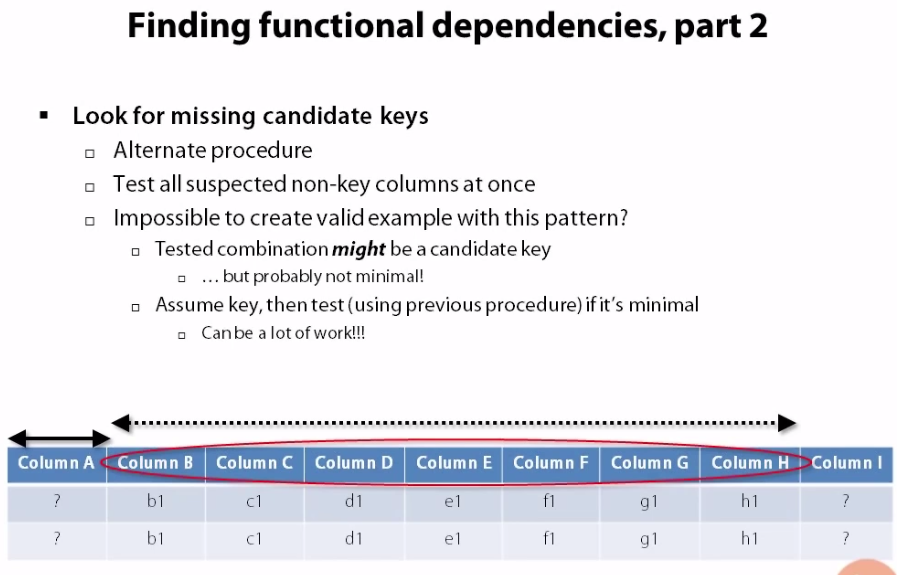 Finding functional dependencies, part 2
Look for missing candidate keys
Alternate procedure
Test all suspected non-key columns at once
Impossible to create valid example with this pattern?
Tested combination might be a candidate key
... but probably not minimal!
Assume key, then test (using previous procedure) if it's minimal
Can be a lot of work!!!
Column A Column B Column C Column D Column E Column F Column G Column H Column I
? b1 c1 d1 e1 f1 g1 h1 ?
? b1 c1 d1 e1 f1 g1 h1 ?